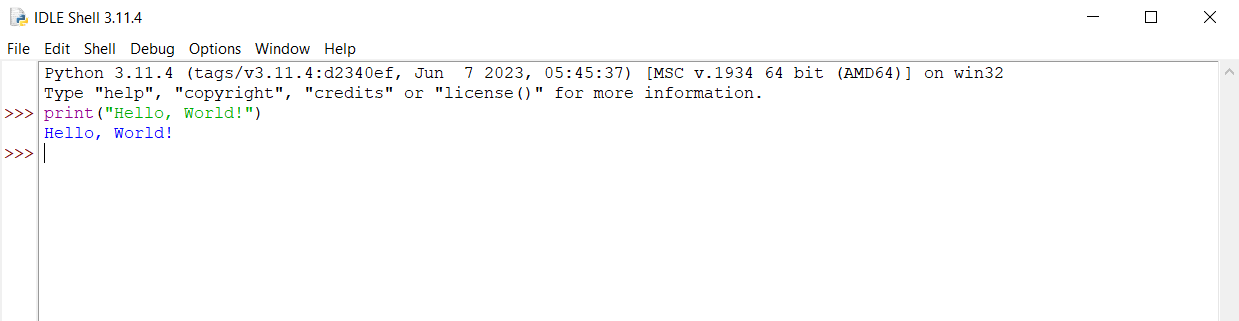 IDLE Shell 3.11.4
File Edit Shell Debug Options Window Help
Python 3.11.4 (tags/v3.11.4:d2340ef, Jun  7 2023, 05:45:37) [MSC v.1934 64 bit (AMD64)] on win32
Type "help", "copyright", "credits" or "license()" for more information.
>>> print("Hello, World!")
Hello, World!
>>>